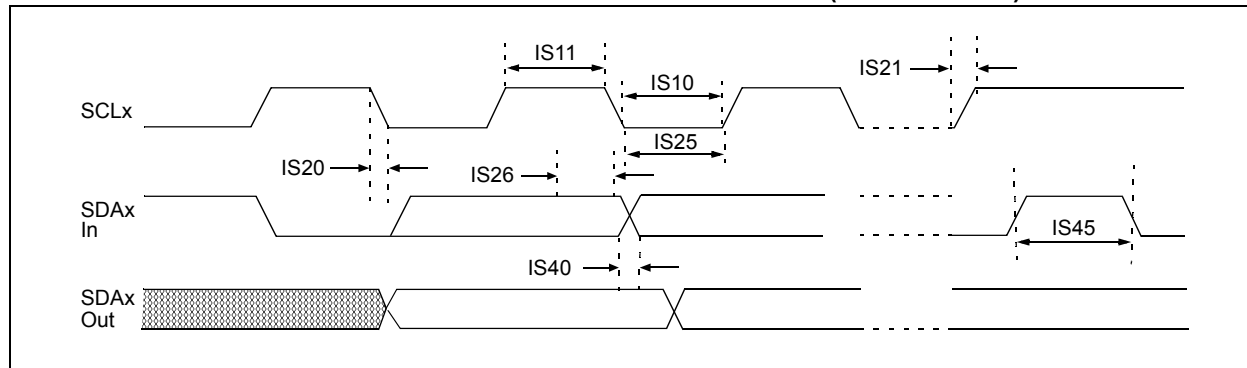 IS11
IS21
IS10
SCLx
IS25
IS20
IS26
SDAx
In
IS45
IS40
SDAx
Out